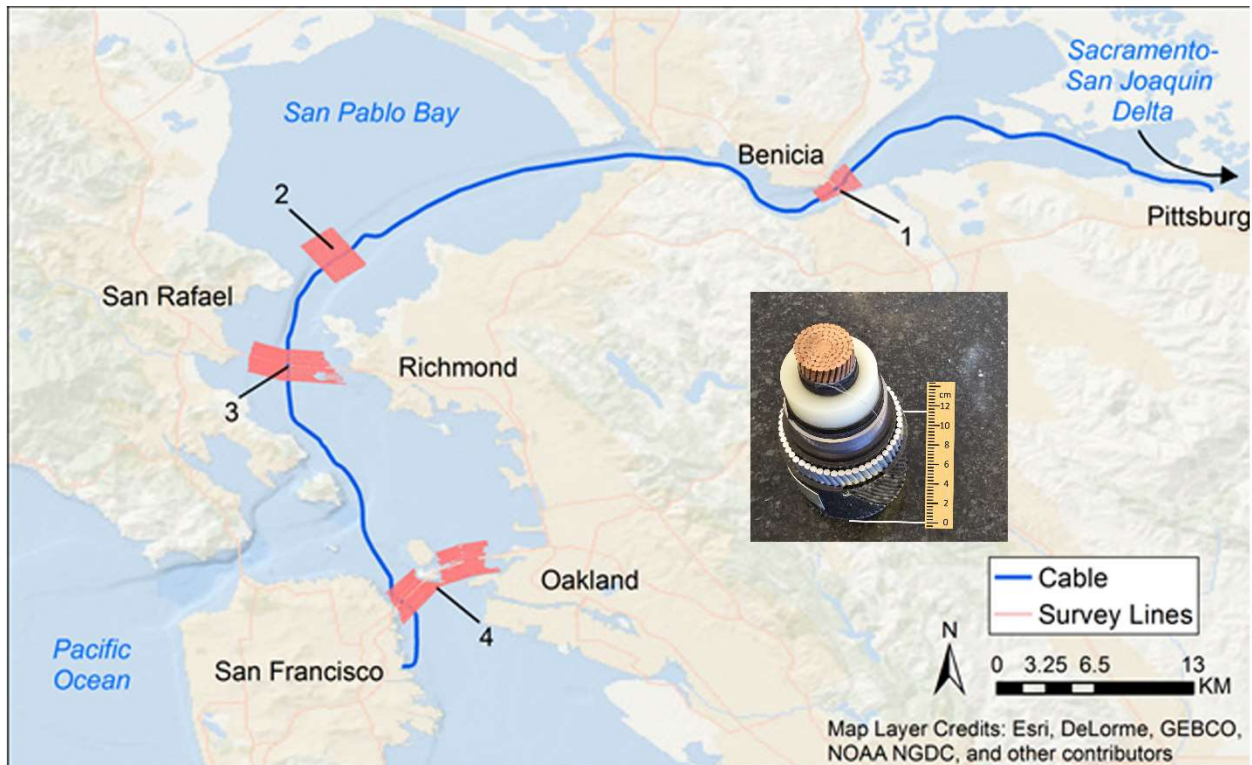 Sacramento-
San Joaquin
Delta
San Pablo Bay
Benicia
2
1
Pittsburg
San Rafael
Richmond
3
cm
12
10
8
6
4
2
0
Oakland
4
Cable
Survey Lines
Pacific
Ocean
San Francisco
N
0 3.25 6.5 13
KM
Map Layer Credits: Esri, DeLorme, GEBCO,
NOAA NGDC, and other contributors